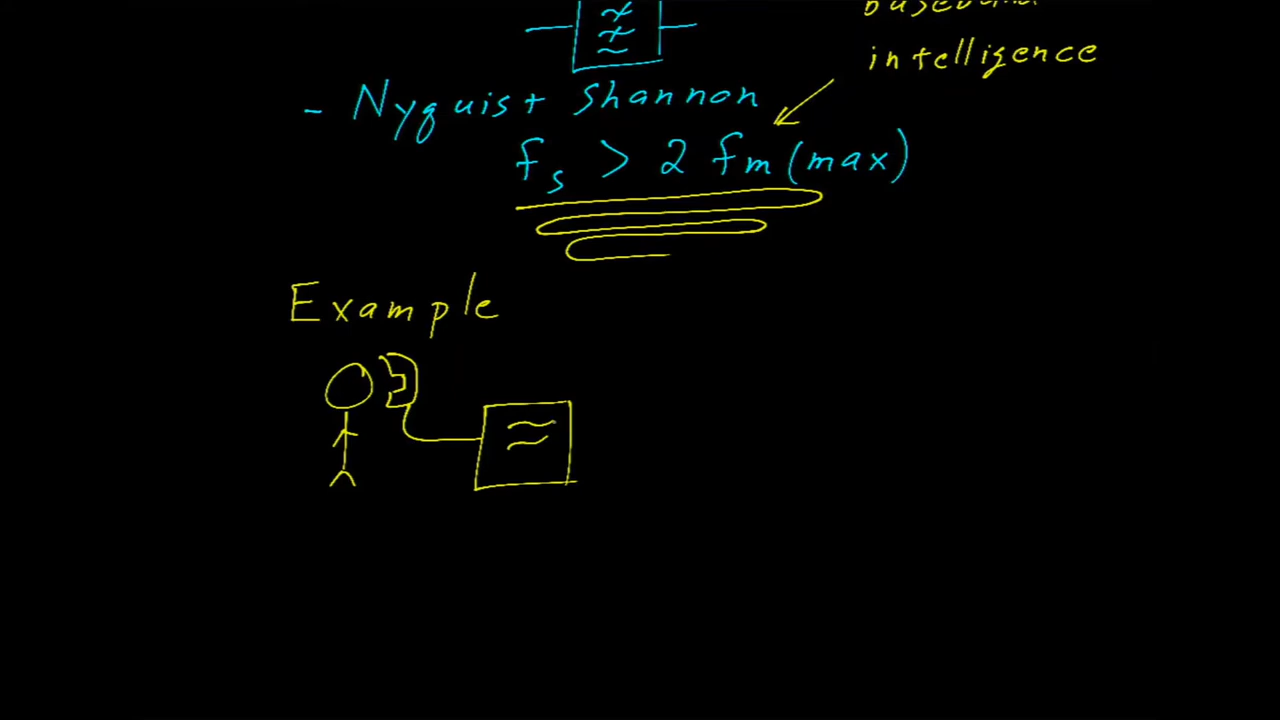 intelligence
- Nyquist Shannon
fs > 2 fm(max)
Example